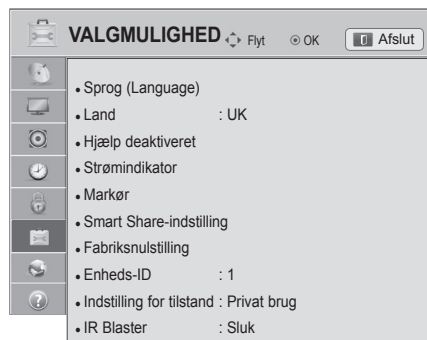 VALGMULIGHED Flyt OK Afslut
• Sprog (Language)
• Land : UK
• Hjælp deaktiveret
• Strømindikator
• Markør
• Smart Share-indstilling
• Fabriksnulstilling
• Enheds-ID : 1
• Indstilling for tilstand : Privat brug
• IR Blaster : Sluk